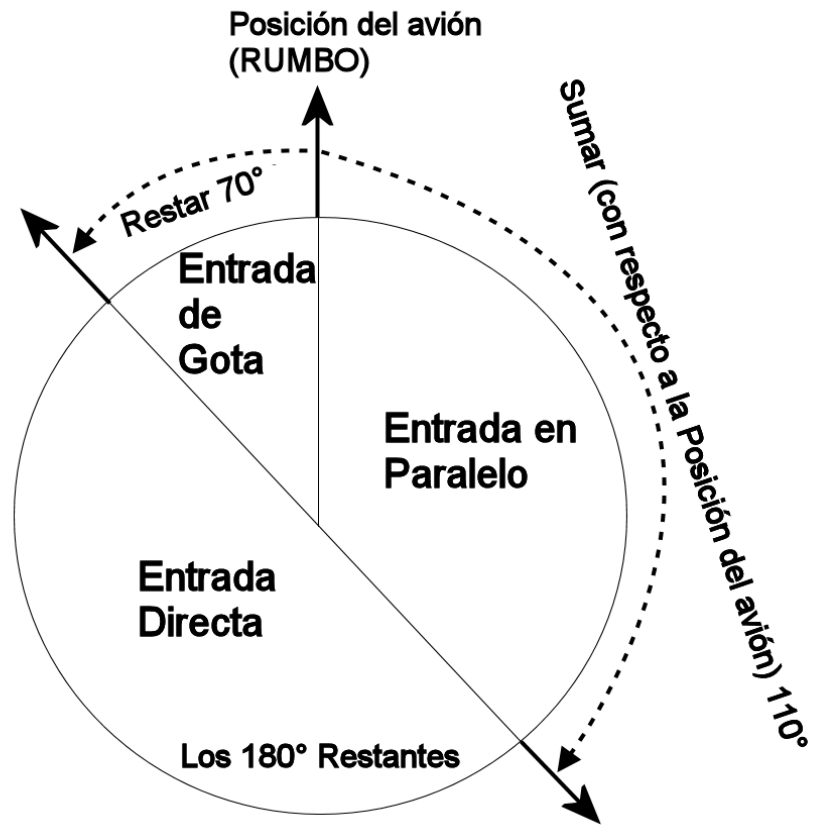 Posición del avión
(RUMBO)
Sumar (con respecto a la Posición del avión) 110°
Restar 70°
Entrada
de
Gota
Entrada en
Paralelo
Entrada
Directa
Los 180° Restantes